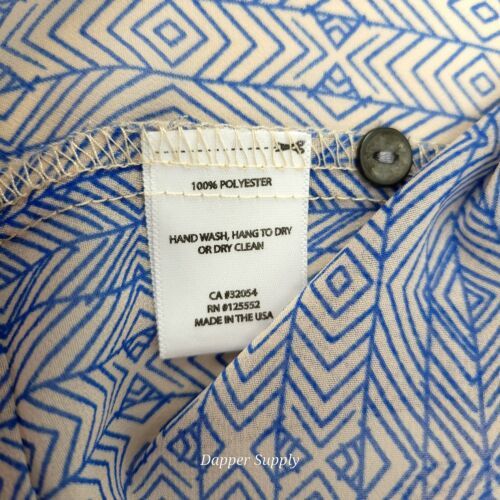 100% POLYESTER
HAND WASH, HANG TO DRY
OR DRY CLEAN
CA #32054
RN #125552
MADE IN THE USA
Dapper Supply